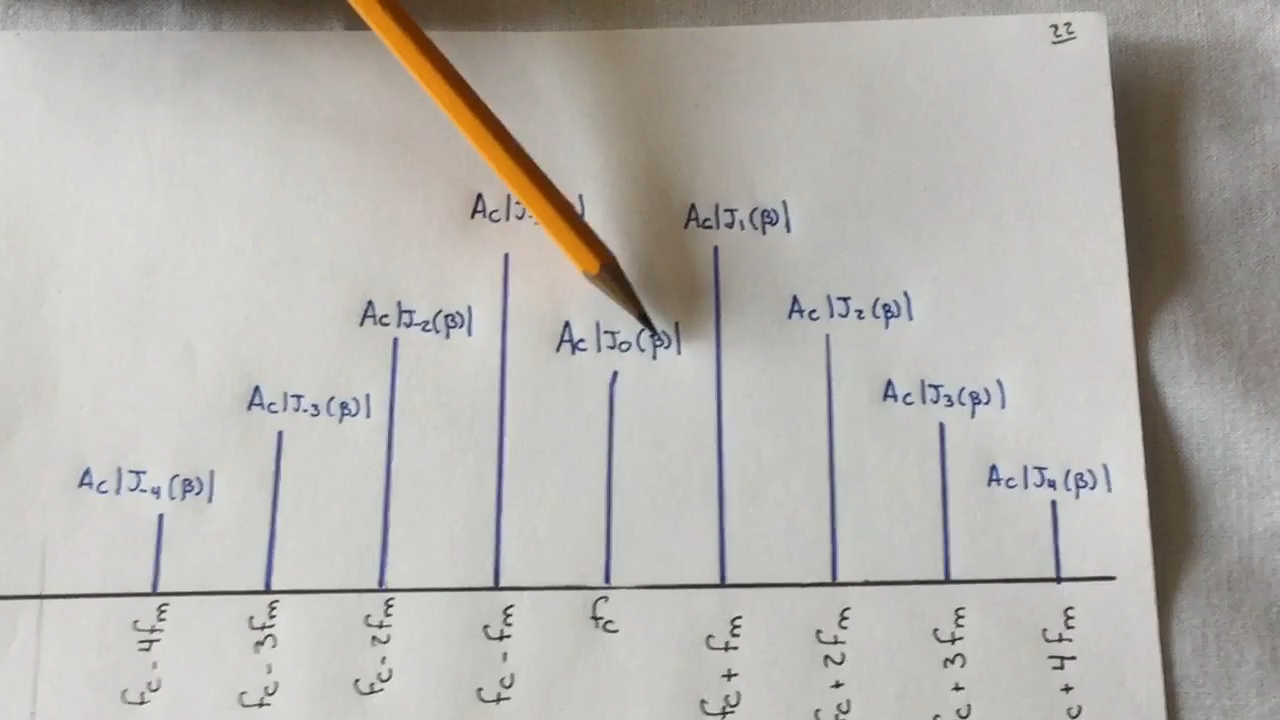 22
Ac|J₁(β)|
Ac|J₋₂(β)|
Ac|J₀(β)|
Ac|J₂(β)|
Ac|J₋₃(β)|
Ac|J₃(β)|
Ac|J₋₄(β)|
Ac|J₄(β)|
fc - 4fm
fc - 3fm
fc - 2fm
fc - fm
fc
fc + fm
fc + 2fm
c + 3fm
c + 4fm